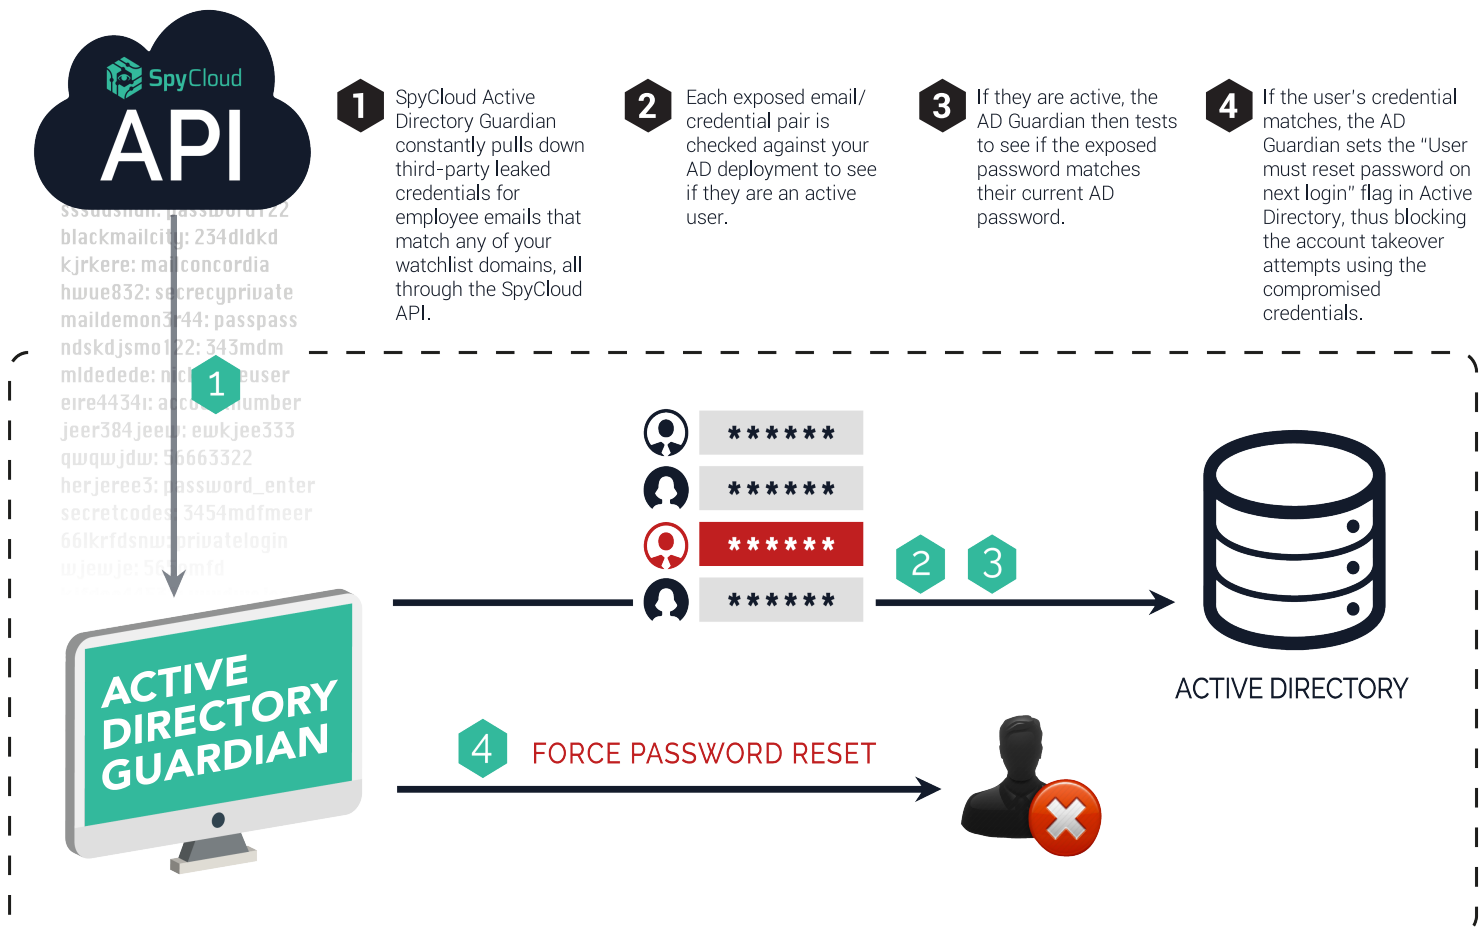 SpyCloud
API
1
SpyCloud Active
Directory Guardian
constantly pulls down
third-party leaked
credentials for
employee emails that
match any of your
watchlist domains, all
through the SpyCloud
API.
2
Each exposed email/
credential pair is
checked against your
AD deployment to see
if they are an active
user.
3
If they are active, the
AD Guardian then tests
to see if the exposed
password matches
their current AD
password.
4
If the user's credential
matches, the AD
Guardian sets the “User
must reset password on
next login” flag in Active
Directory, thus blocking
the account takeover
attempts using the
compromised
credentials.
blackmailcity: 234dldkd
kjrkere: mailconcordia
hwue832: secrecyprivate
maildemon3r44: passpass
ndskdjsmo122: 343mdm
mldedede:
1
jeer384jeew: ewkjee333
qwqwjdw: 56663322
herjeree3: password_enter
secretcodes: 3454mdfmeer
66lkrfdsnw: privatelogin
******
******
******
******
2 3
ACTIVE DIRECTORY
ACTIVE
DIRECTORY
GUARDIAN
4 FORCE PASSWORD RESET